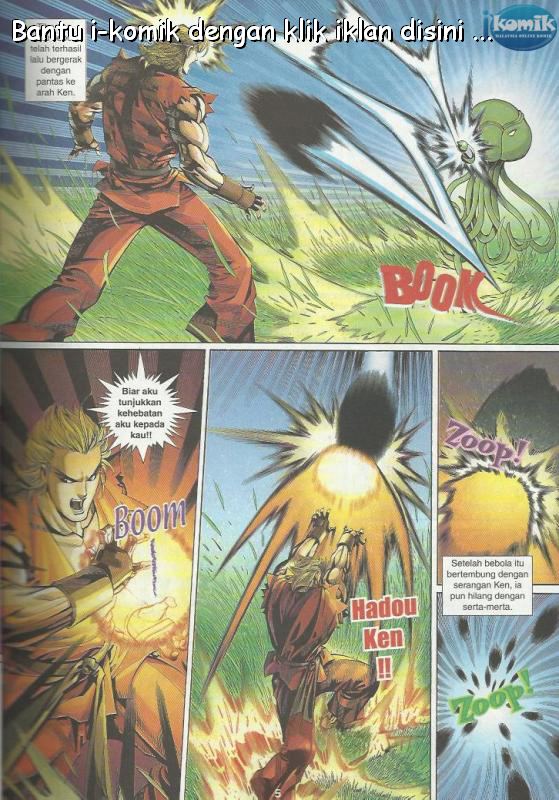 Bantu i-komik dengan klik iklan disini ...
ikomik
MALAYSIA ONLINE KOMIK
telah terhasil
lalu bergerak
dengan
pantas ke
arah Ken.
BOOK
Biar aku
tunjukkan
kehebatan
aku kepada
kau!!
BOOM
Hadou
Ken
!!
Zoop!
Setelah bebola itu
bertembung dengan
serangan Ken, ia
pun hilang dengan
serta-merta.
Zoop!
5